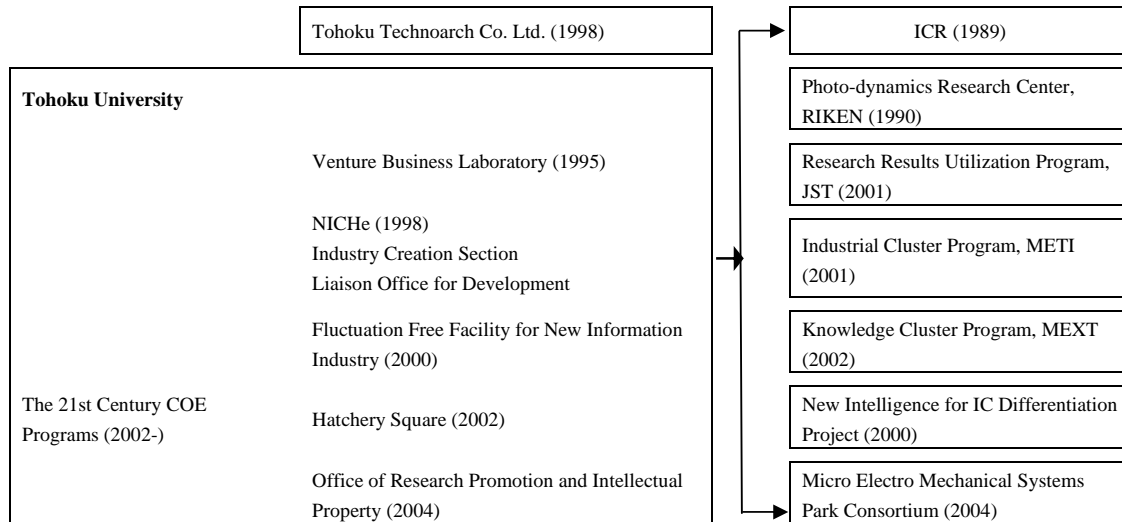 Tohoku Technoarch Co. Ltd. (1998)
Tohoku University
Venture Business Laboratory (1995)
NICHe (1998)
Industry Creation Section
Liaison Office for Development
Fluctuation Free Facility for New Information
Industry (2000)
The 21st Century COE
Programs (2002-)
Hatchery Square (2002)
Office of Research Promotion and Intellectual
Property (2004)
ICR (1989)
Photo-dynamics Research Center,
RIKEN (1990)
Research Results Utilization Program,
JST (2001)
Industrial Cluster Program, METI
(2001)
Knowledge Cluster Program, MEXT
(2002)
New Intelligence for IC Differentiation
Project (2000)
Micro Electro Mechanical Systems
Park Consortium (2004)